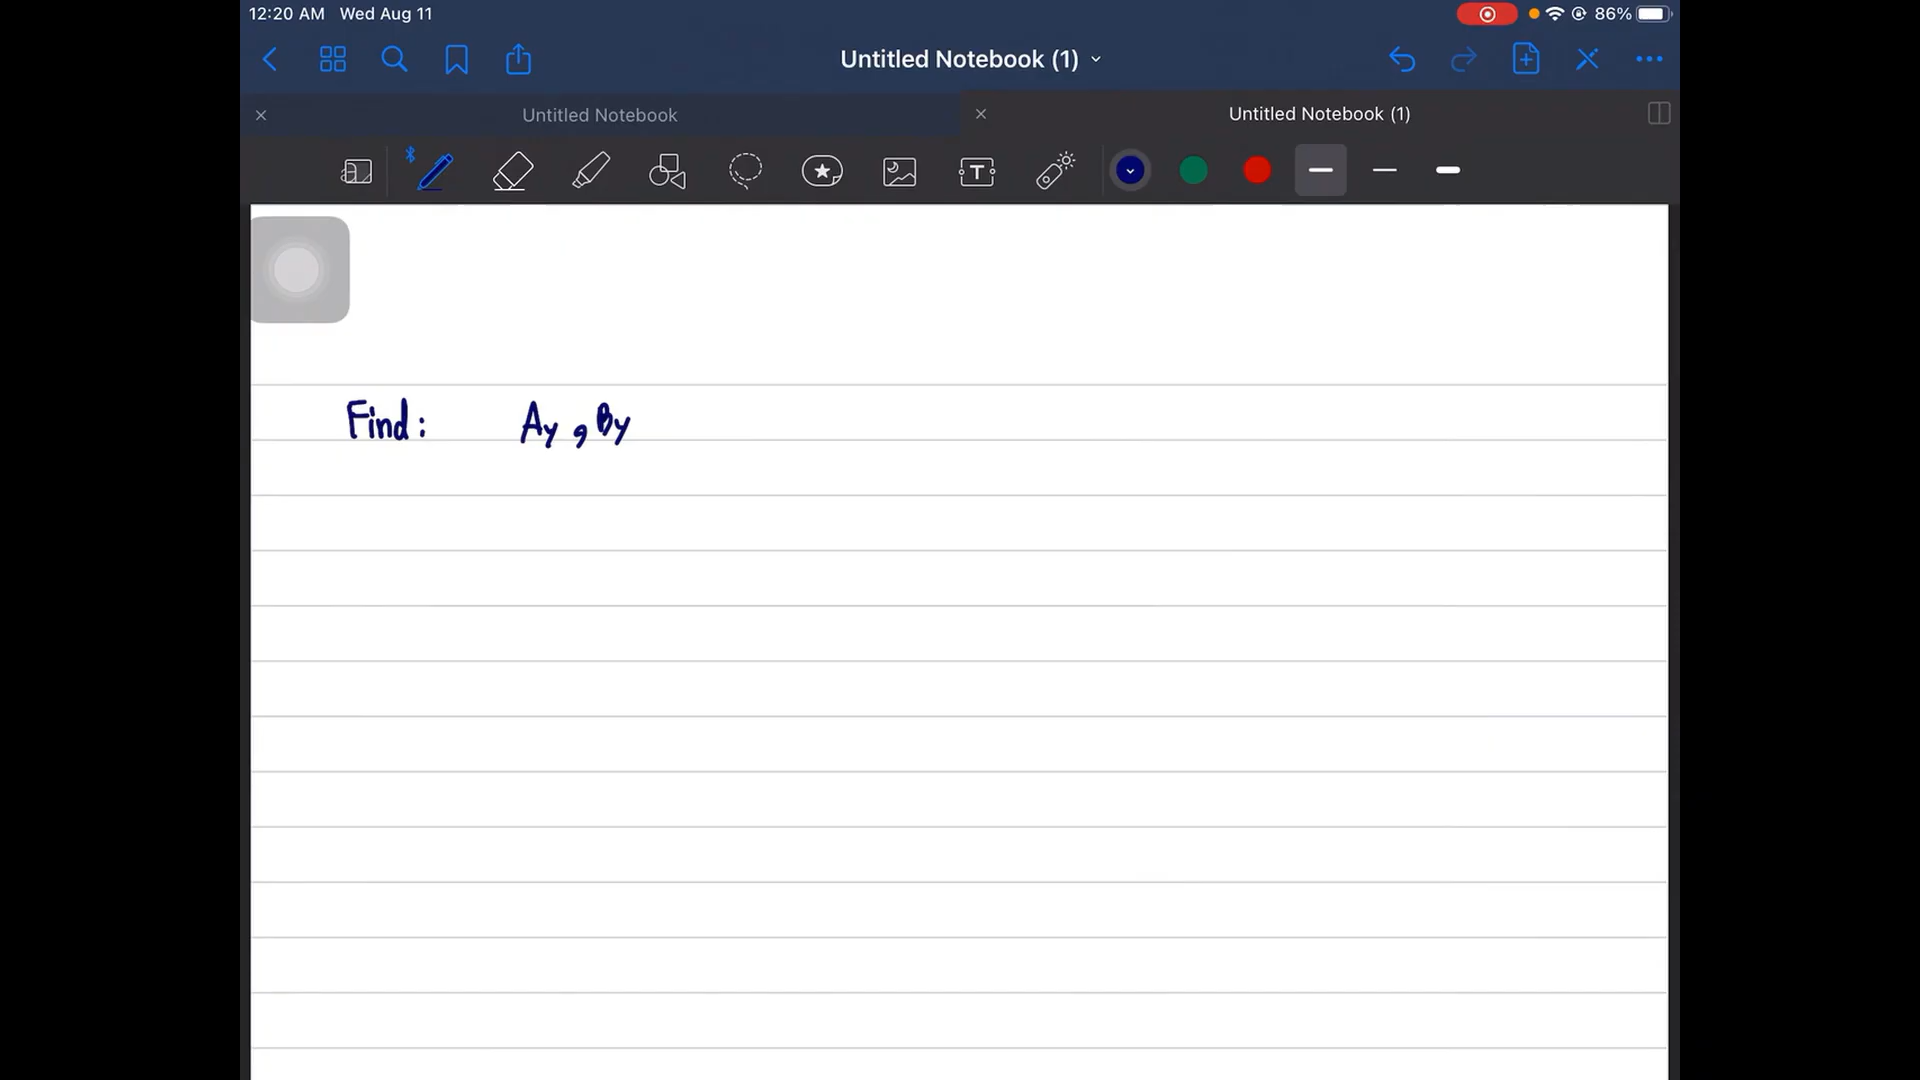 12:20 AM Wed Aug 11
86%
Untitled Notebook (1)
Untitled Notebook
Untitled Notebook (1)
T
Find: Ay , By